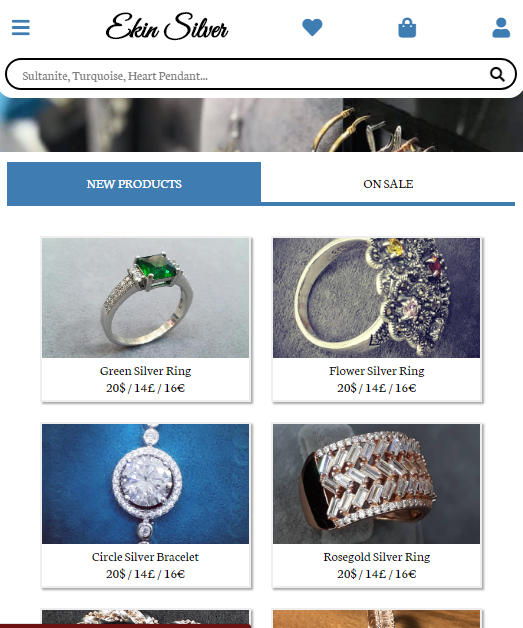 Ekin Silver
Sultanite, Turquoise, Heart Pendant...
NEW PRODUCTS
ON SALE
Green Silver Ring
20$ / 14£ / 16€
Flower Silver Ring
20$ / 14£ / 16€
Circle Silver Bracelet
20$ / 14£ / 16€
Rosegold Silver Ring
20$ / 14£ / 16€